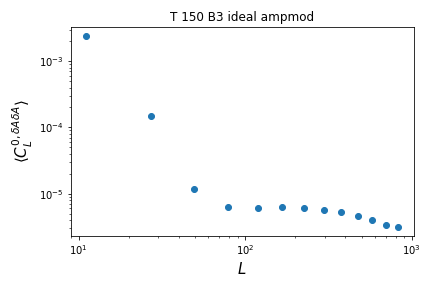 T 150 B3 ideal ampmod
⟨C_L^{0, δAδA}⟩
10⁻³
10⁻⁴
10⁻⁵
10¹
10²
10³
L